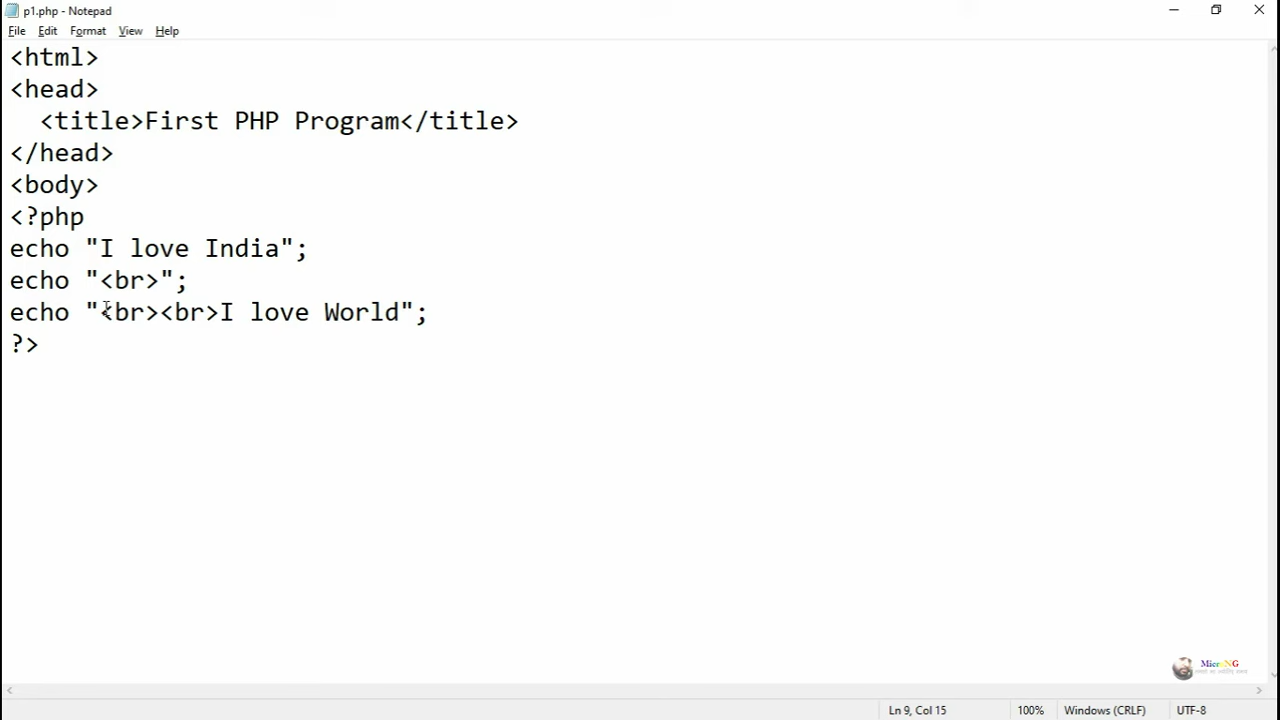 p1.php - Notepad
File Edit Format View Help
<html>
<head>
  <title>First PHP Program</title>
</head>
<body>
<?php
echo "I love India";
echo "<br>";
echo "<br><br>I love World";
?>
MicroNG
Ln 9, Col 15 100% Windows (CRLF) UTF-8